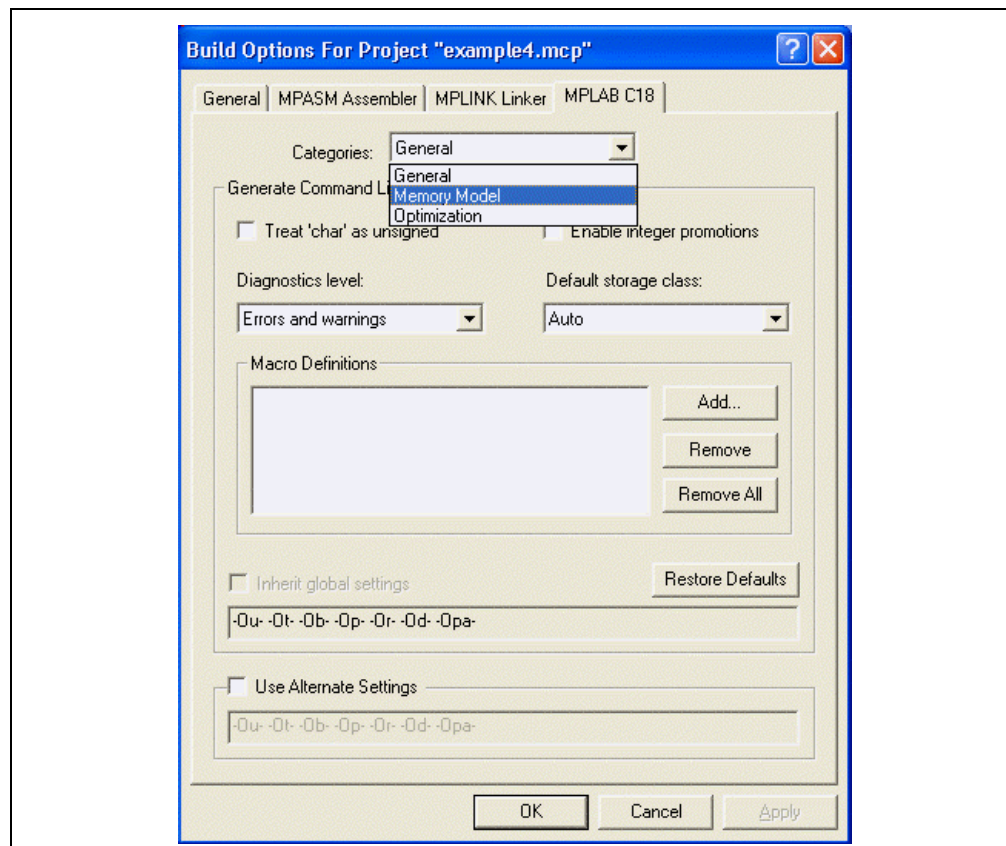 Build Options For Project "example4.mcp"
General MPASM Assembler MPLINK Linker MPLAB C18
Categories: General
General
Generate Command Li
Memory Model
Optimization
Treat 'char' as unsigned Enable integer promotions
Diagnostics level: Default storage class:
Errors and warnings Auto
Macro Definitions
Add...
Remove
Remove All
Inherit global settings Restore Defaults
-Ou- -Ot- -Ob- -Op- -Or- -Od- -Opa-
Use Alternate Settings
-Ou- -Ot- -Ob- -Op- -Or- -Od- -Opa-
OK Cancel Apply